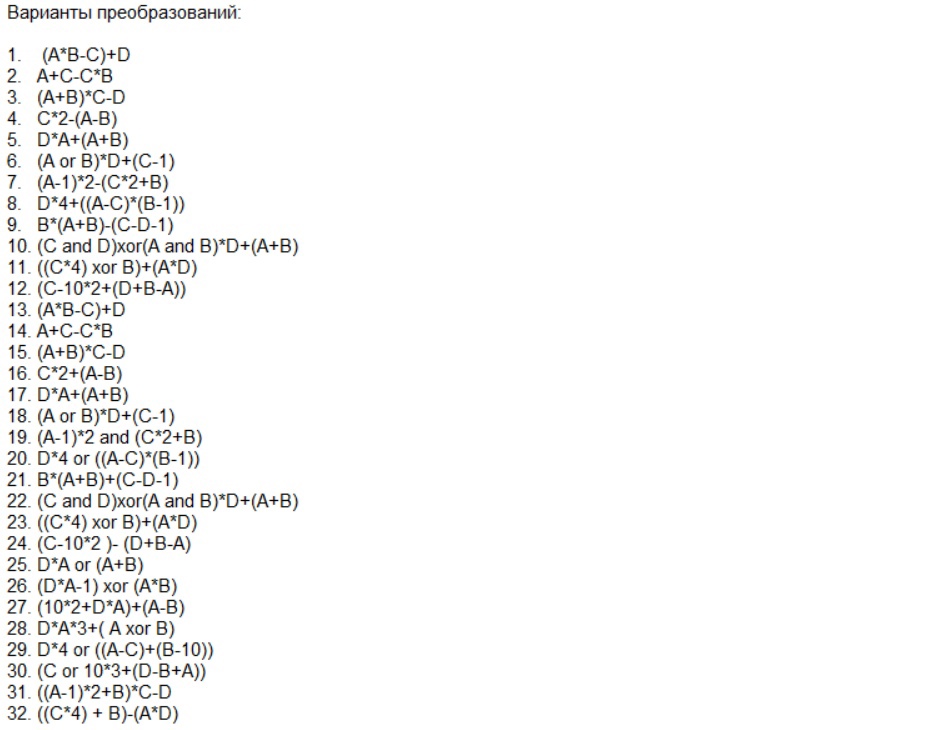 Варианты преобразований:
1. (A*B-C)+D
2. A+C-C*B
3. (A+B)*C-D
4. C*2-(A-B)
5. D*A+(A+B)
6. (A or B)*D+(C-1)
7. (A-1)*2-(C*2+B)
8. D*4+((A-C)*(B-1))
9. B*(A+B)-(C-D-1)
10. (C and D)xor(A and B)*D+(A+B)
11. ((C*4) xor B)+(A*D)
12. (C-10*2+(D+B-A))
13. (A*B-C)+D
14. A+C-C*B
15. (A+B)*C-D
16. C*2+(A-B)
17. D*A+(A+B)
18. (A or B)*D+(C-1)
19. (A-1)*2 and (C*2+B)
20. D*4 or ((A-C)*(B-1))
21. B*(A+B)+(C-D-1)
22. (C and D)xor(A and B)*D+(A+B)
23. ((C*4) xor B)+(A*D)
24. (C-10*2 )- (D+B-A)
25. D*A or (A+B)
26. (D*A-1) xor (A*B)
27. (10*2+D*A)+(A-B)
28. D*A*3+( A xor B)
29. D*4 or ((A-C)+(B-10))
30. (C or 10*3+(D-B+A))
31. ((A-1)*2+B)*C-D
32. ((C*4) + B)-(A*D)